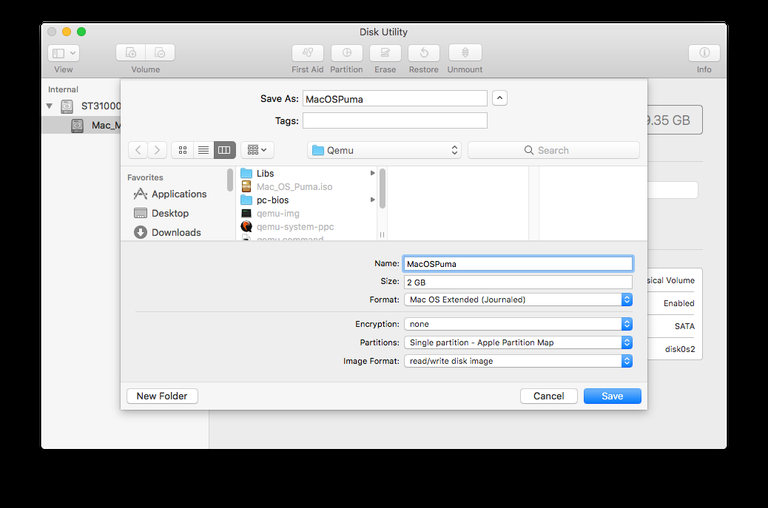 Disk Utility
View
Volume
First Aid
Partition
Erase
Restore
Unmount
Info
Internal
ST31000
Mac_M
9.35 GB
Save As: MacOSPuma
Tags:
Qemu
Search
Favorites
Applications
Desktop
Downloads
Libs
Mac_OS_Puma.iso
pc-bios
qemu-img
qemu-system-ppc
qemu.command
Name: MacOSPuma
Size: 2 GB
Format: Mac OS Extended (Journaled)
Encryption: none
Partitions: Single partition - Apple Partition Map
Image Format: read/write disk image
sical Volume
Enabled
SATA
disk0s2
New Folder
Cancel
Save